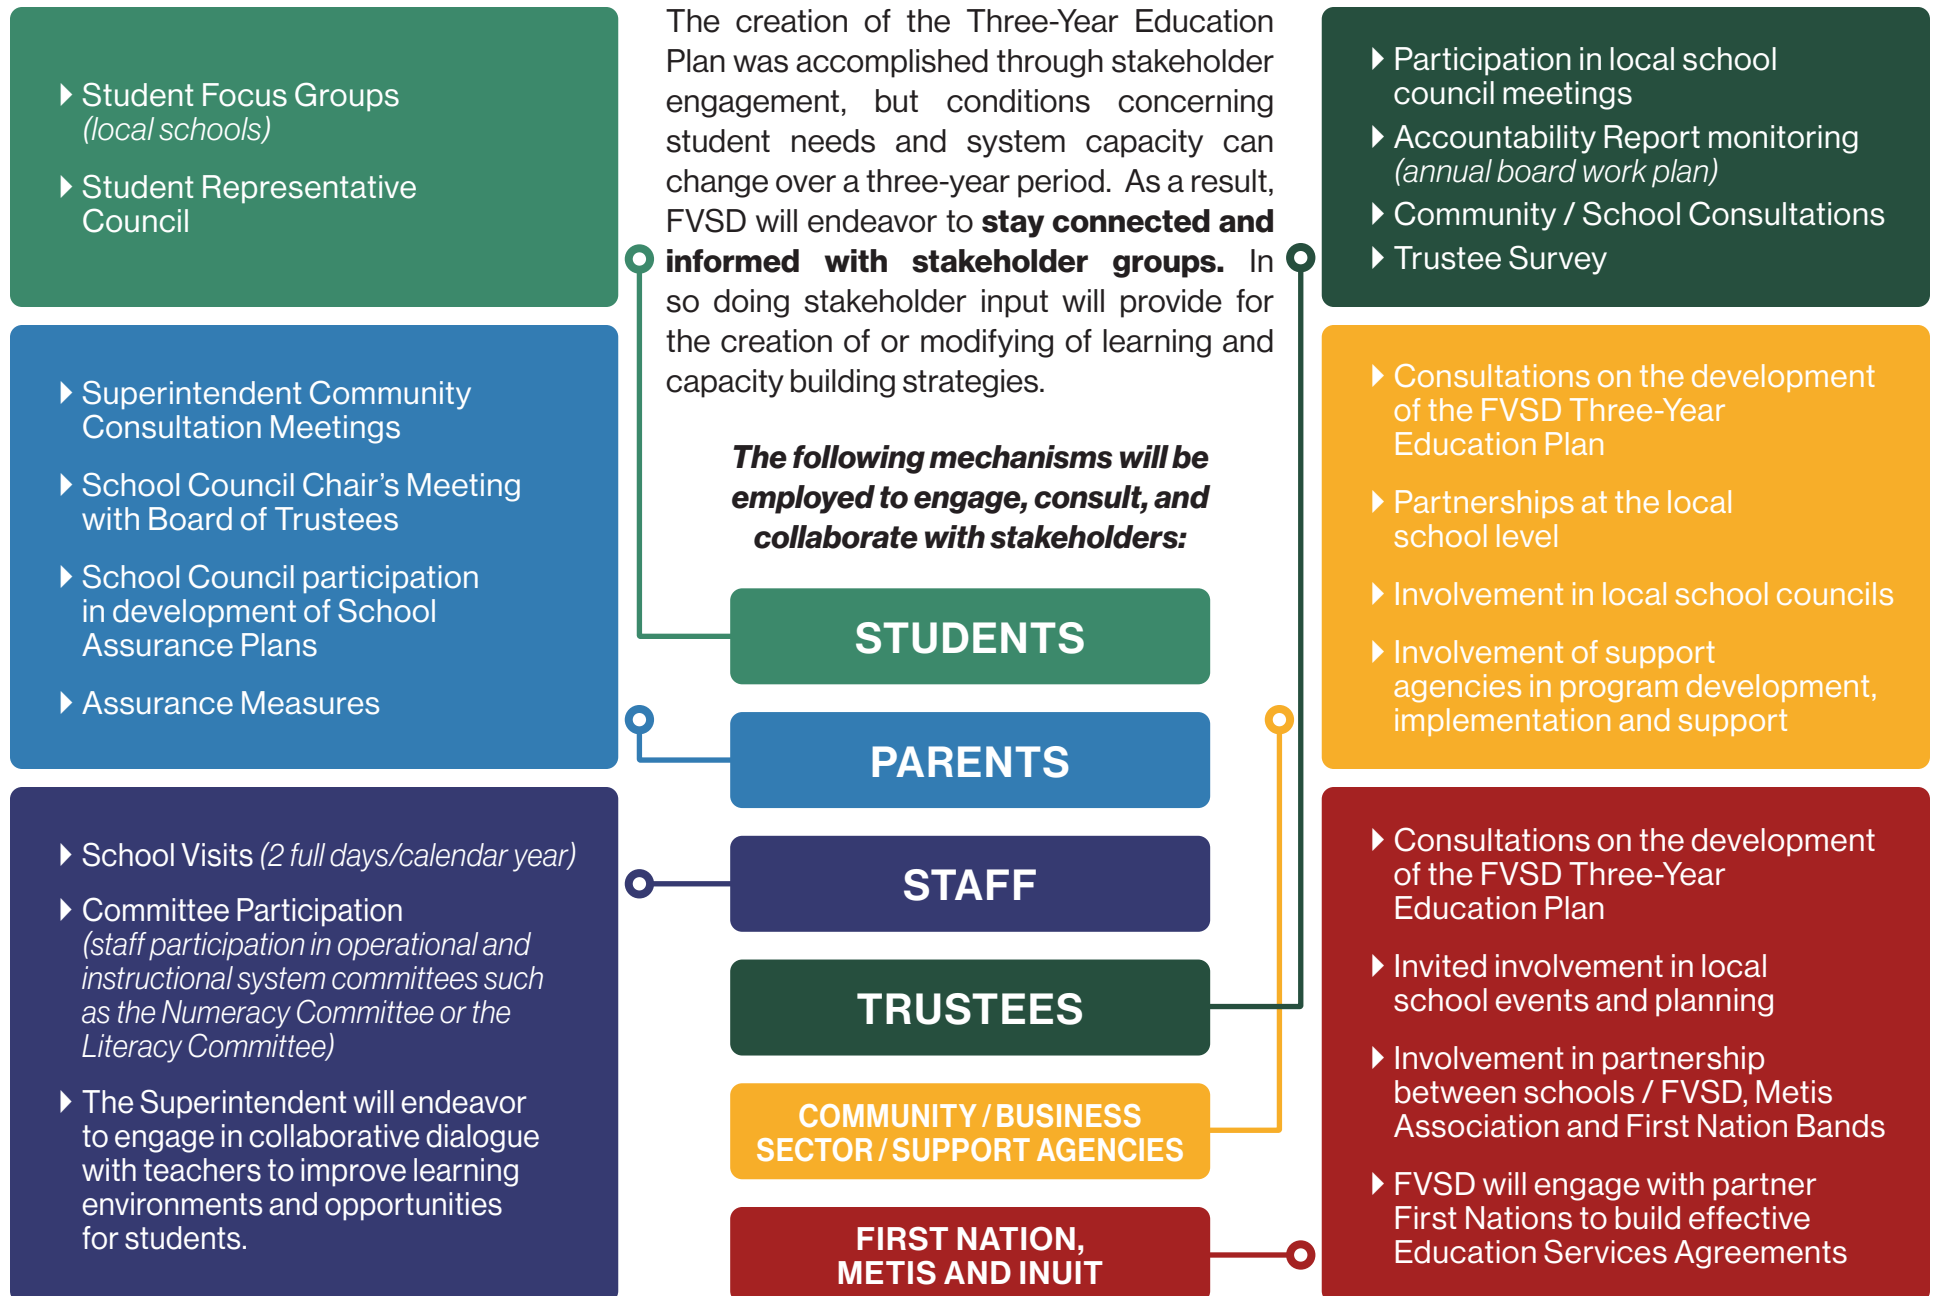 Student Focus Groups
(local schools)
Student Representative
Council
Superintendent Community
Consultation Meetings
School Council Chair's Meeting
with Board of Trustees
School Council participation
in development of School
Assurance Plans
Assurance Measures
School Visits (2 full days/calendar year)
Committee Participation
(staff participation in operational and
instructional system committees such
as the Numeracy Committee or the
Literacy Committee)
The Superintendent will endeavor
to engage in collaborative dialogue
with teachers to improve learning
environments and opportunities
for students.
The creation of the Three-Year Education
Plan was accomplished through stakeholder
engagement, but conditions concerning
student needs and system capacity can
change over a three-year period. As a result,
FVSD will endeavor to stay connected and
informed with stakeholder groups. In
so doing stakeholder input will provide for
the creation of or modifying of learning and
capacity building strategies.
The following mechanisms will be
employed to engage, consult, and
collaborate with stakeholders:
STUDENTS
PARENTS
STAFF
TRUSTEES
COMMUNITY / BUSINESS
SECTOR / SUPPORT AGENCIES
FIRST NATION,
METIS AND INUIT
Participation in local school
council meetings
Accountability Report monitoring
(annual board work plan)
Community / School Consultations
Trustee Survey
Consultations on the development
of the FVSD Three-Year
Education Plan
Partnerships at the local
school level
Involvement in local school councils
Involvement of support
agencies in program development,
implementation and support
Consultations on the development
of the FVSD Three-Year
Education Plan
Invited involvement in local
school events and planning
Involvement in partnership
between schools / FVSD, Metis
Association and First Nation Bands
FVSD will engage with partner
First Nations to build effective
Education Services Agreements